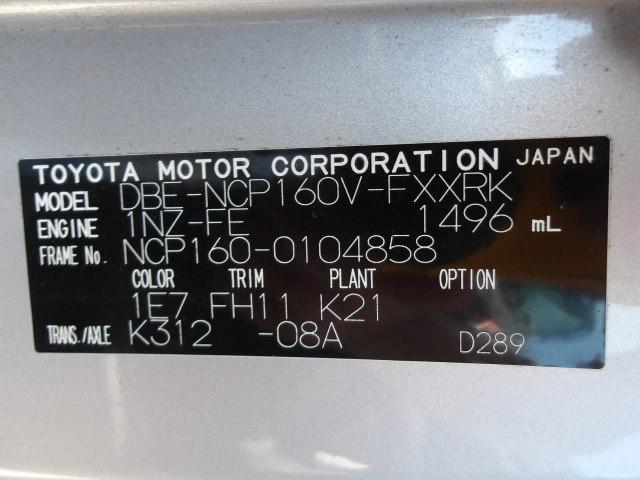 TOYOTA MOTOR CORPORATION JAPAN
MODEL DBE-NCP160V-FXXRK
ENGINE 1NZ-FE 1496 mL
FRAME No. NCP160-0104858
COLOR TRIM PLANT OPTION
1E7 FH11 K21
TRANS./AXLE K312 -08A D289